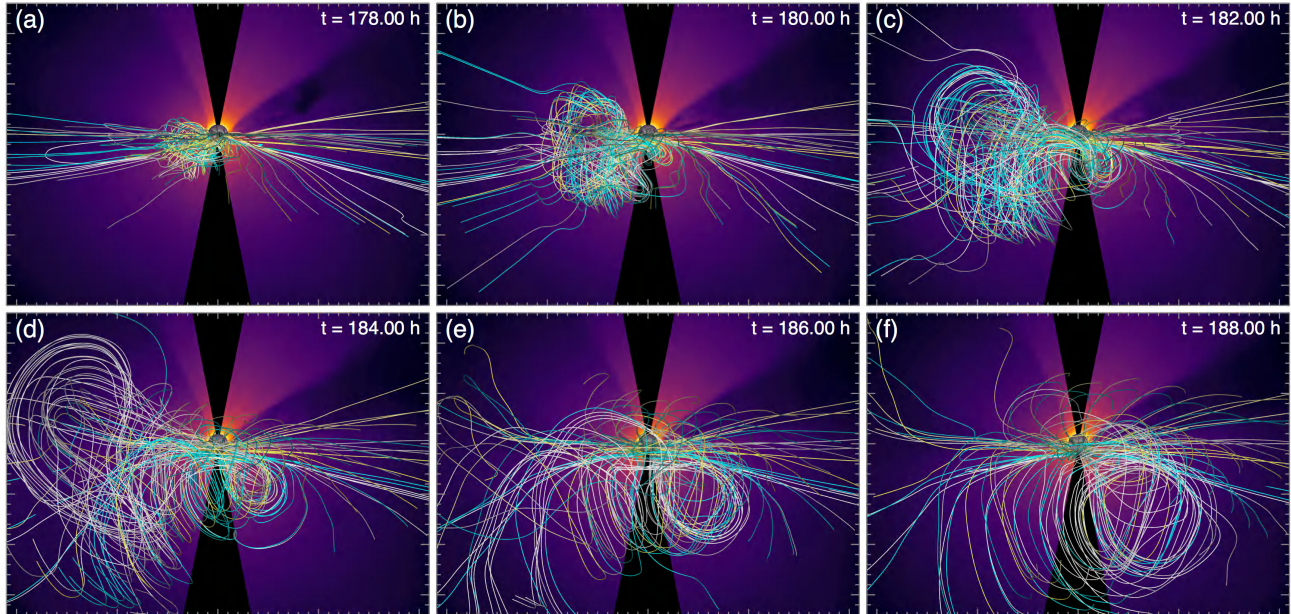 (a) t = 178.00 h
(b) t = 180.00 h
(c) t = 182.00 h
(d) t = 184.00 h
(e) t = 186.00 h
(f) t = 188.00 h